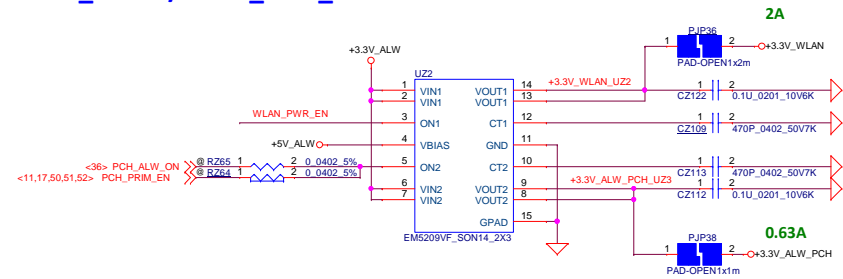 2A
PJP36
1 2
+3.3V_WLAN
PAD-OPEN1x2m
+3.3V_ALW
UZ2
+3.3V_WLAN_UZ2
1 VIN1 VOUT1 14
2 VIN1 VOUT1 13
1 2
CZ122 0.1U_0201_10V6K
WLAN_PWR_EN
3 ON1 CT1 12
1 2
CZ109 470P_0402_50V7K
+5V_ALW
4 VBIAS GND 11
<36> PCH_ALW_ON
@ RZ65 1 2 0_0402_5%
5 ON2 CT2 10
1 2
CZ113 470P_0402_50V7K
<11,17,50,51,52> PCH_PRIM_EN
@ RZ64 1 2 0_0402_5%
6 VIN2 VOUT2 9
7 VIN2 VOUT2 8
+3.3V_ALW_PCH_UZ3
1 2
CZ112 0.1U_0201_10V6K
GPAD 15
EM5209VF_SON14_2X3
0.63A
PJP38
1 2
+3.3V_ALW_PCH
PAD-OPEN1x1m